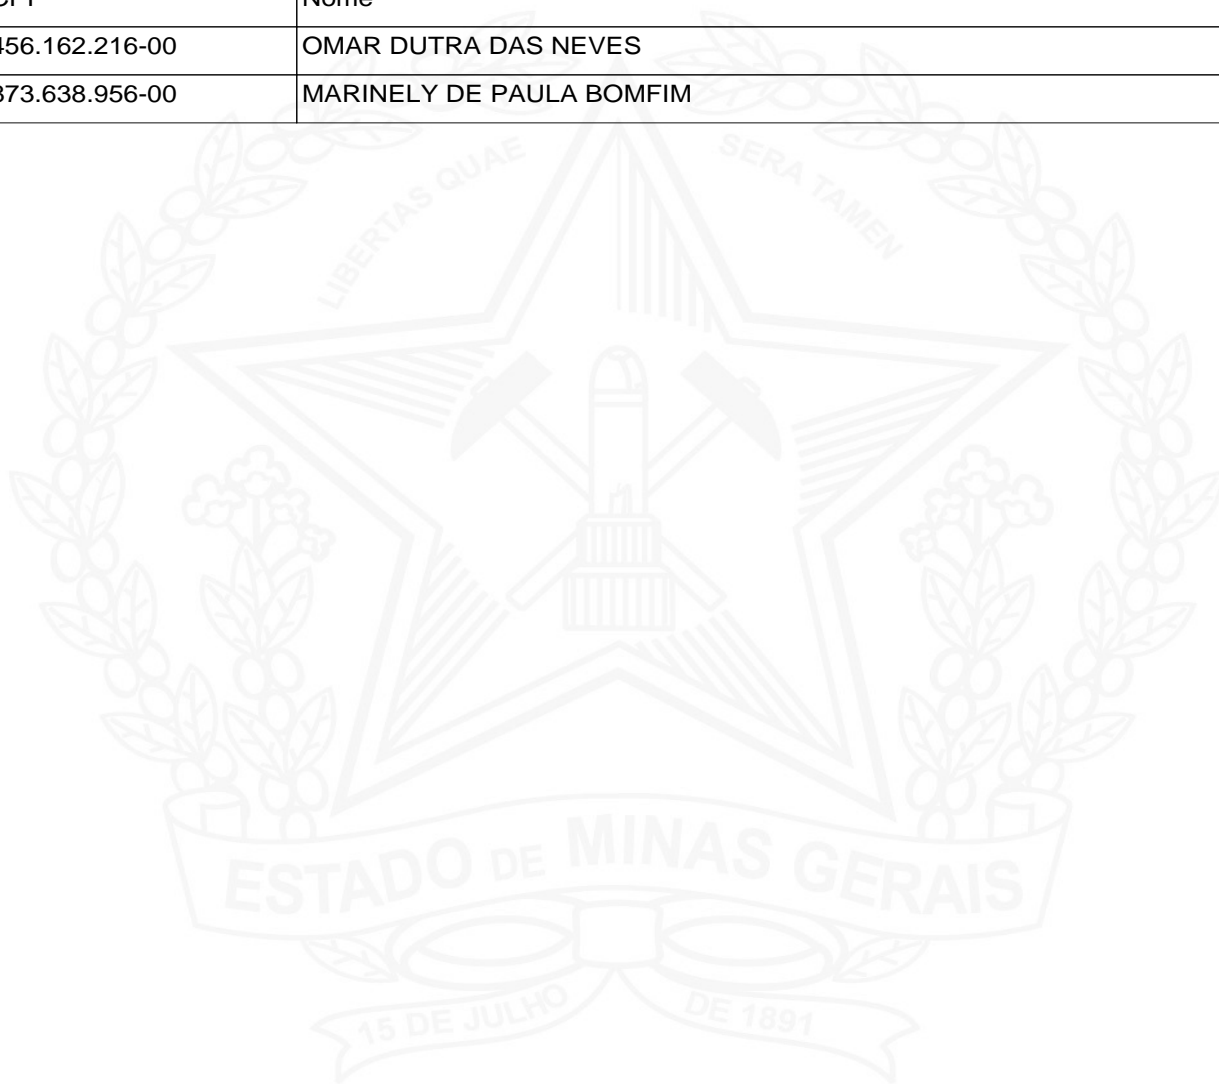 Nome
456.162.216-00 OMAR DUTRA DAS NEVES
873.638.956-00 MARINELY DE PAULA BOMFIM
LIBERTAS QUAE SERA TAMEN
ESTADO DE MINAS GERAIS
15 DE JULHO DE 1891